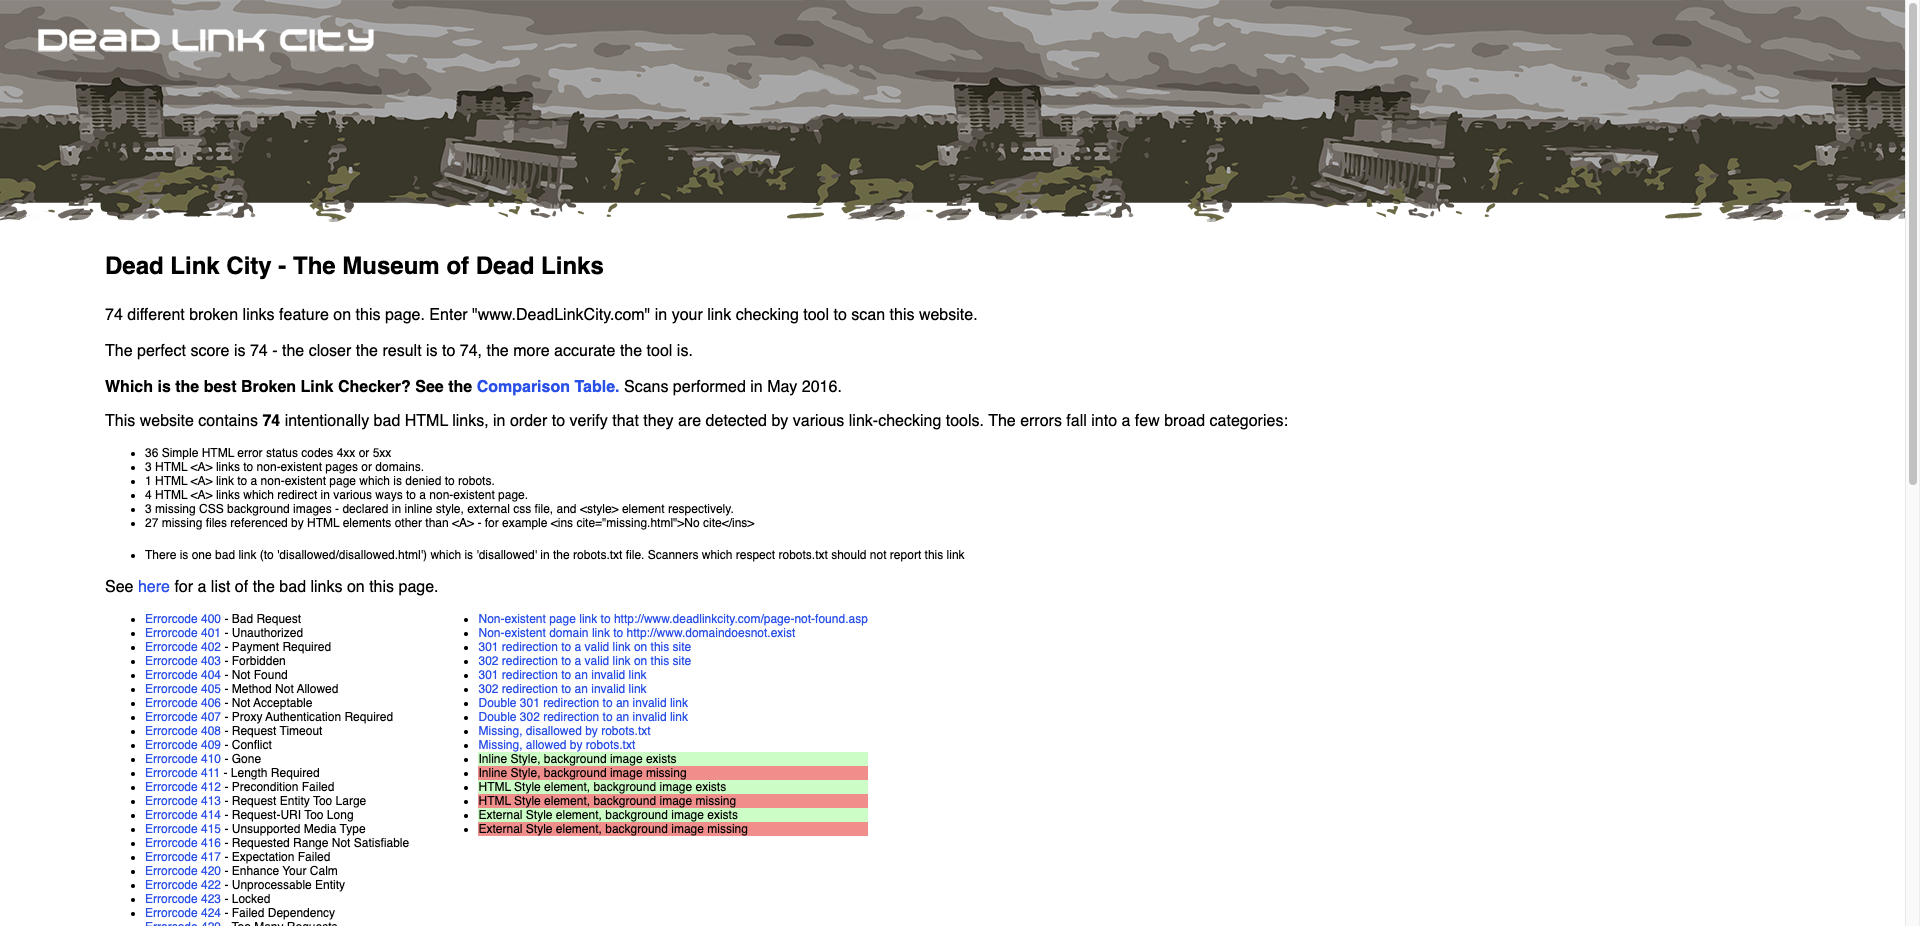 DEAD LINK CITY
Dead Link City - The Museum of Dead Links
74 different broken links feature on this page. Enter "www.DeadLinkCity.com" in your link checking tool to scan this website.
The perfect score is 74 - the closer the result is to 74, the more accurate the tool is.
Which is the best Broken Link Checker? See the Comparison Table. Scans performed in May 2016.
This website contains 74 intentionally bad HTML links, in order to verify that they are detected by various link-checking tools. The errors fall into a few broad categories:
36 Simple HTML error status codes 4xx or 5xx
3 HTML <A> links to non-existent pages or domains.
1 HTML <A> link to a non-existent page which is denied to robots.
4 HTML <A> links which redirect in various ways to a non-existent page.
3 missing CSS background images - declared in inline style, external css file, and <style> element respectively.
27 missing files referenced by HTML elements other than <A> - for example <ins cite="missing.html">No cite</ins>
There is one bad link (to 'disallowed/disallowed.html') which is 'disallowed' in the robots.txt file. Scanners which respect robots.txt should not report this link
See here for a list of the bad links on this page.
Errorcode 400 - Bad Request
Errorcode 401 - Unauthorized
Errorcode 402 - Payment Required
Errorcode 403 - Forbidden
Errorcode 404 - Not Found
Errorcode 405 - Method Not Allowed
Errorcode 406 - Not Acceptable
Errorcode 407 - Proxy Authentication Required
Errorcode 408 - Request Timeout
Errorcode 409 - Conflict
Errorcode 410 - Gone
Errorcode 411 - Length Required
Errorcode 412 - Precondition Failed
Errorcode 413 - Request Entity Too Large
Errorcode 414 - Request-URI Too Long
Errorcode 415 - Unsupported Media Type
Errorcode 416 - Requested Range Not Satisfiable
Errorcode 417 - Expectation Failed
Errorcode 420 - Enhance Your Calm
Errorcode 422 - Unprocessable Entity
Errorcode 423 - Locked
Errorcode 424 - Failed Dependency
Errorcode 429 - Too Many Requests
Non-existent page link to http://www.deadlinkcity.com/page-not-found.asp
Non-existent domain link to http://www.domaindoesnot.exist
301 redirection to a valid link on this site
302 redirection to a valid link on this site
301 redirection to an invalid link
302 redirection to an invalid link
Double 301 redirection to an invalid link
Double 302 redirection to an invalid link
Missing, disallowed by robots.txt
Missing, allowed by robots.txt
Inline Style, background image exists
Inline Style, background image missing
HTML Style element, background image exists
HTML Style element, background image missing
External Style element, background image exists
External Style element, background image missing